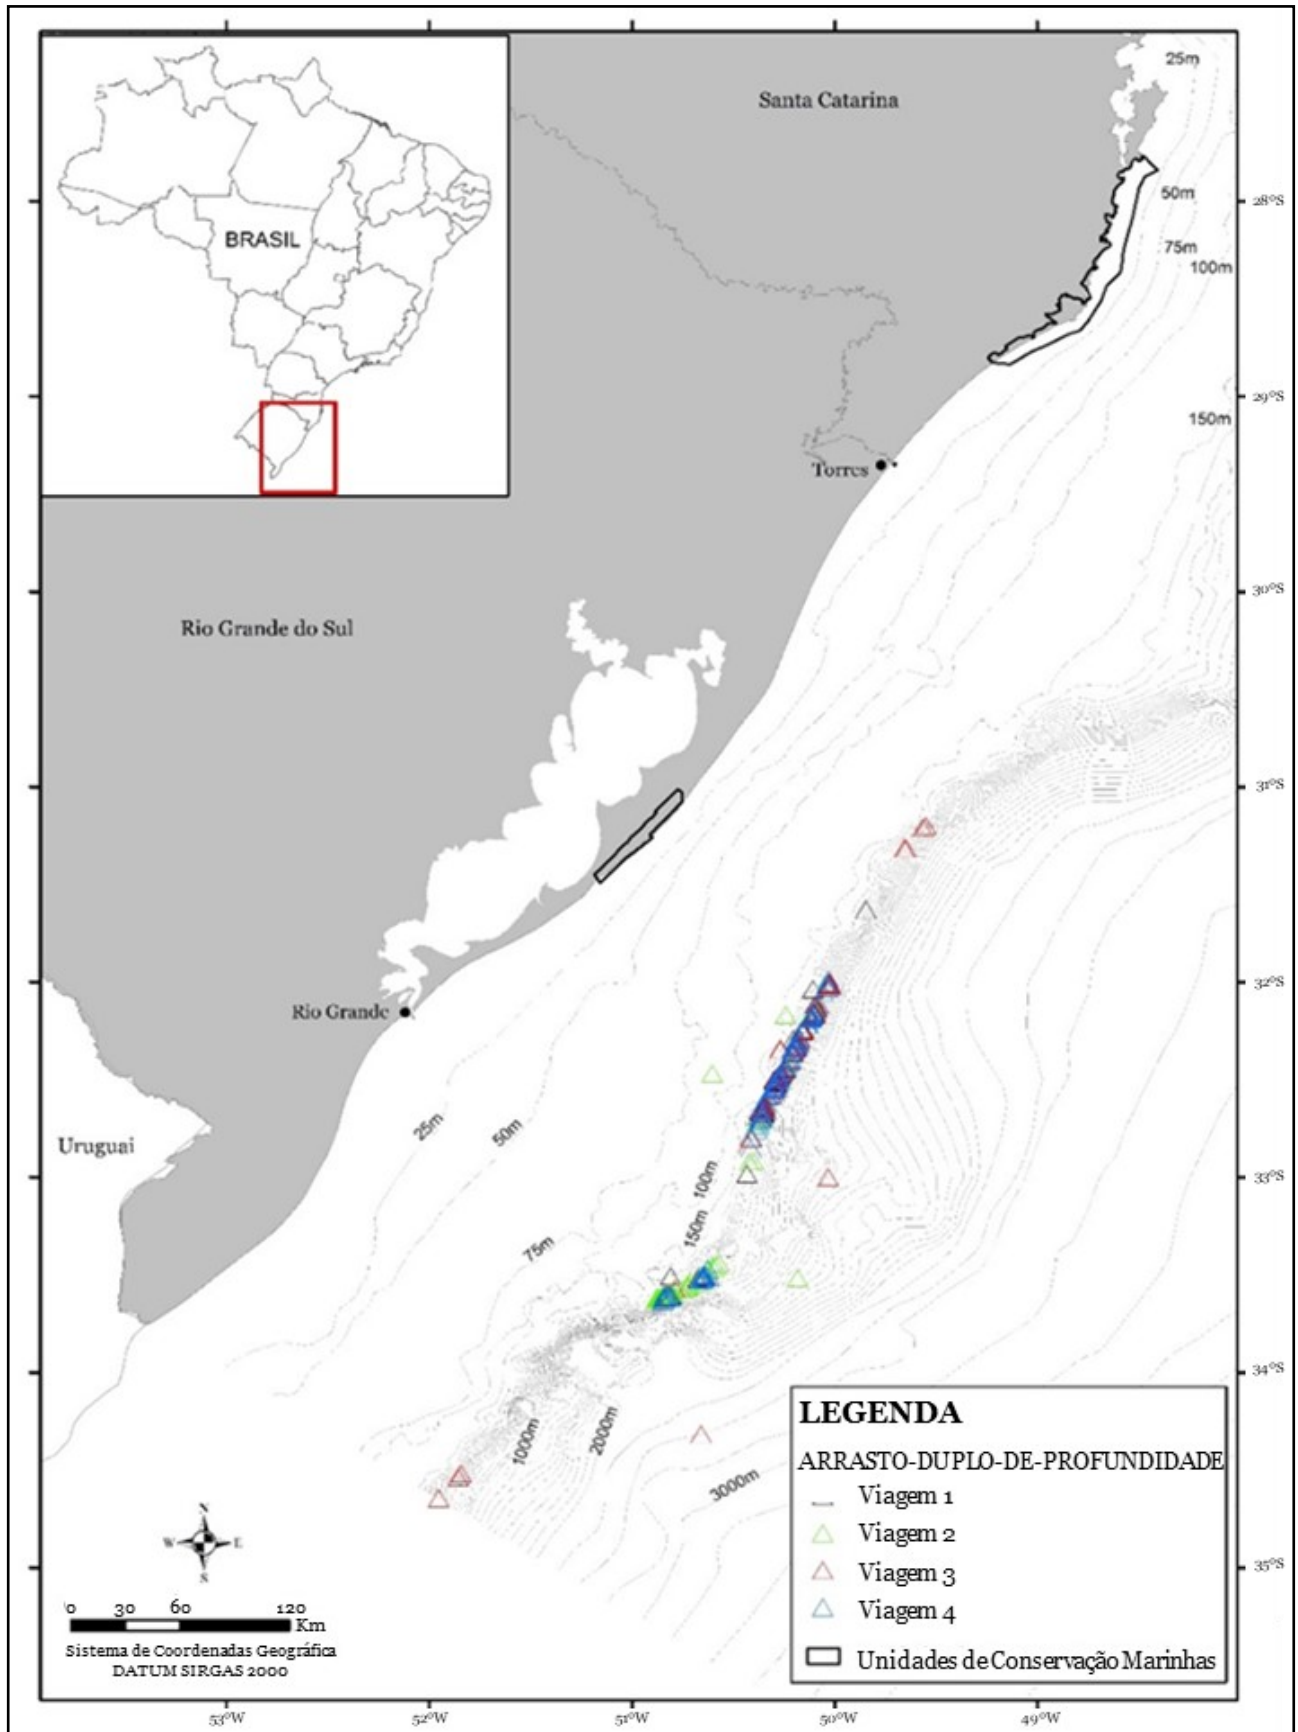 Santa Catarina
25m
BRASIL
50m
28°S
75m
100m
29°S
150m
Torres
30°S
Rio Grande do Sul
31°S
32°S
Rio Grande
25m
50m
Uruguai
100m
33°S
150m
75m
34°S
1000m
2000m
3000m
LEGENDA
ARRASTO-DUPLO-DE-PROFUNDIDADE
Viagem 1
Viagem 2
Viagem 3
Viagem 4
Unidades de Conservação Marinhas
N
W E
S
35°S
0 30 60 120
Km
Sistema de Coordenadas Geográfica
DATUM SIRGAS 2000
53°W 52°W 51°W 50°W 49°W